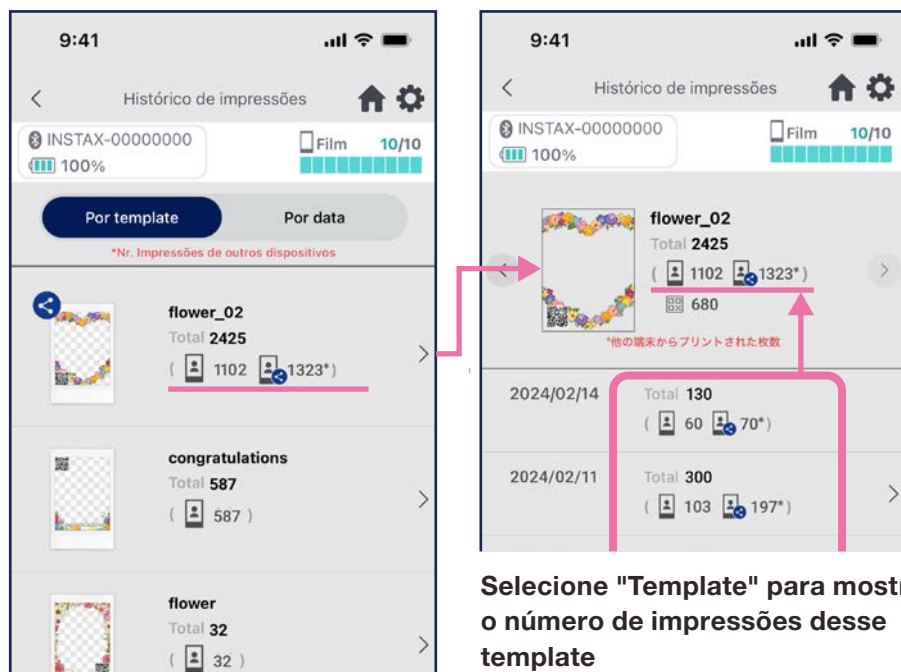 9:41
Histórico de impressões
INSTAX-00000000
100%
Film 10/10
Por template Por data
*Nr. Impressões de outros dispositivos
flower_02
Total 2425
( 1102 1323*)
congratulations
Total 587
( 587 )
flower
Total 32
( 32 )
9:41
Histórico de impressões
INSTAX-00000000
100%
Film 10/10
flower_02
Total 2425
( 1102 1323*)
680
*他の端末からプリントされた枚数
2024/02/14 Total 130
( 60 70*)
2024/02/11 Total 300
( 103 197*)
Selecione "Template" para most
o número de impressões desse
template